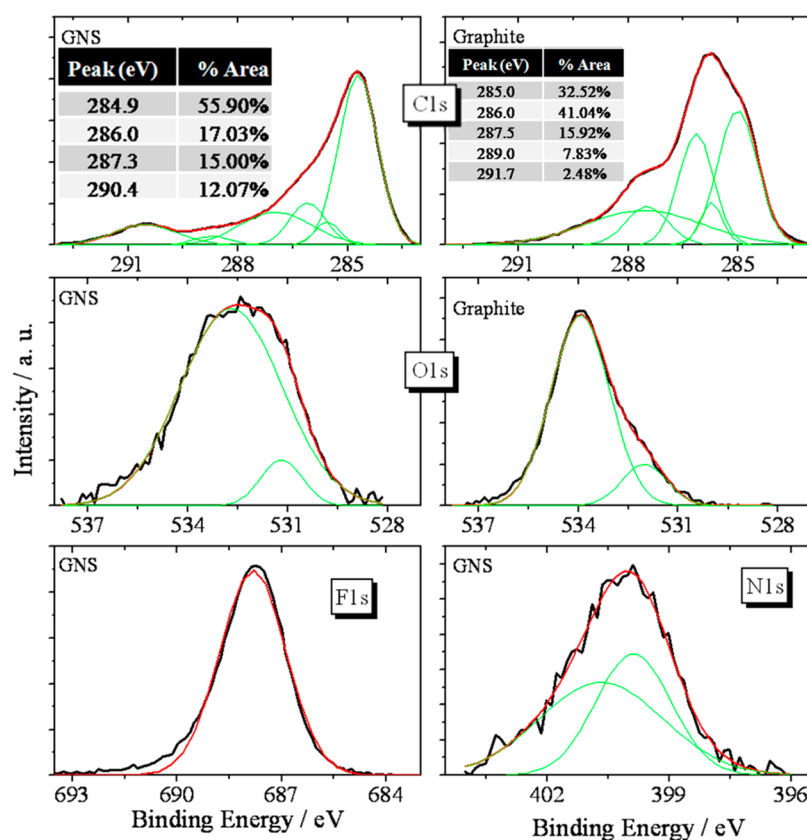 GNS
Peak (eV) % Area
284.9 55.90%
286.0 17.03%
287.3 15.00%
290.4 12.07%
291 288 285
C1s
Graphite
Peak (eV) % Area
285.0 32.52%
286.0 41.04%
287.5 15.92%
289.0 7.83%
291.7 2.48%
291 288 285
Intensity / a. u.
GNS
537 534 531 528
O1s
Graphite
537 534 531 528
GNS
F1s
693 690 687 684
Binding Energy / eV
GNS
N1s
402 399 396
Binding Energy / eV